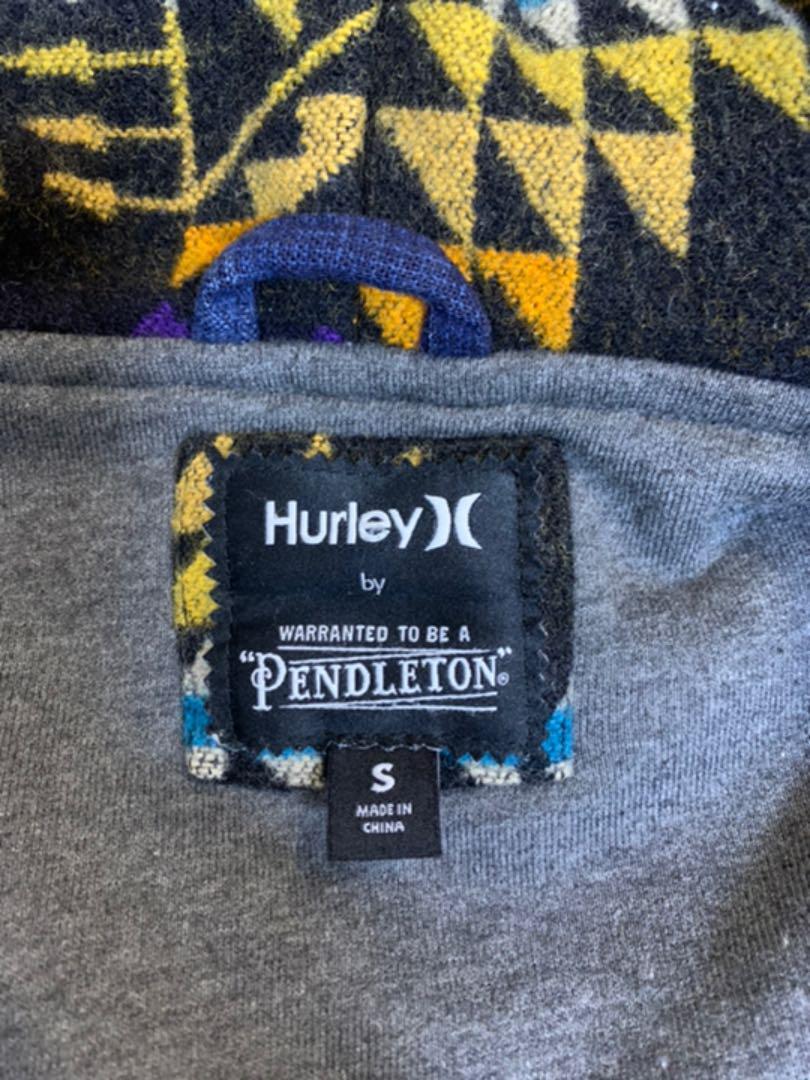 Hurley
by
WARRANTED TO BE A
"PENDLETON"®
S
MADE IN
CHINA